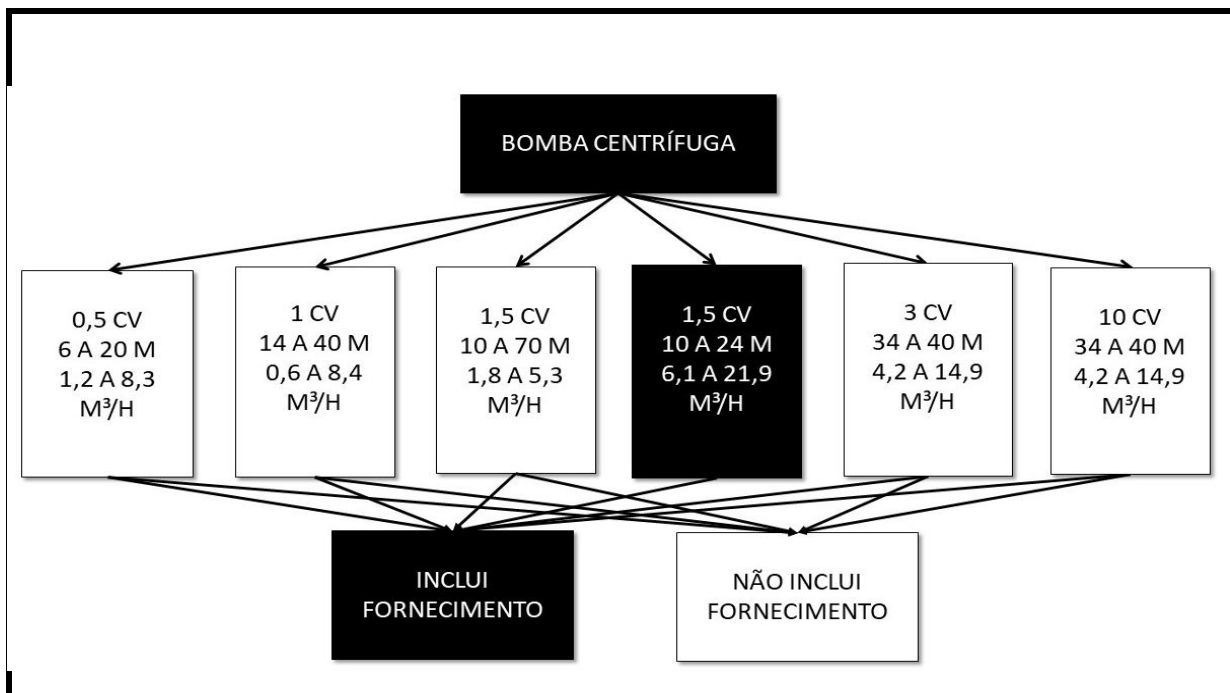 BOMBA CENTRÍFUGA
0,5 CV
6 A 20 M
1,2 A 8,3
M³/H
1 CV
14 A 40 M
0,6 A 8,4
M³/H
1,5 CV
10 A 70 M
1,8 A 5,3
M³/H
1,5 CV
10 A 24 M
6,1 A 21,9
M³/H
3 CV
34 A 40 M
4,2 A 14,9
M³/H
10 CV
34 A 40 M
4,2 A 14,9
M³/H
INCLUI
FORNECIMENTO
NÃO INCLUI
FORNECIMENTO